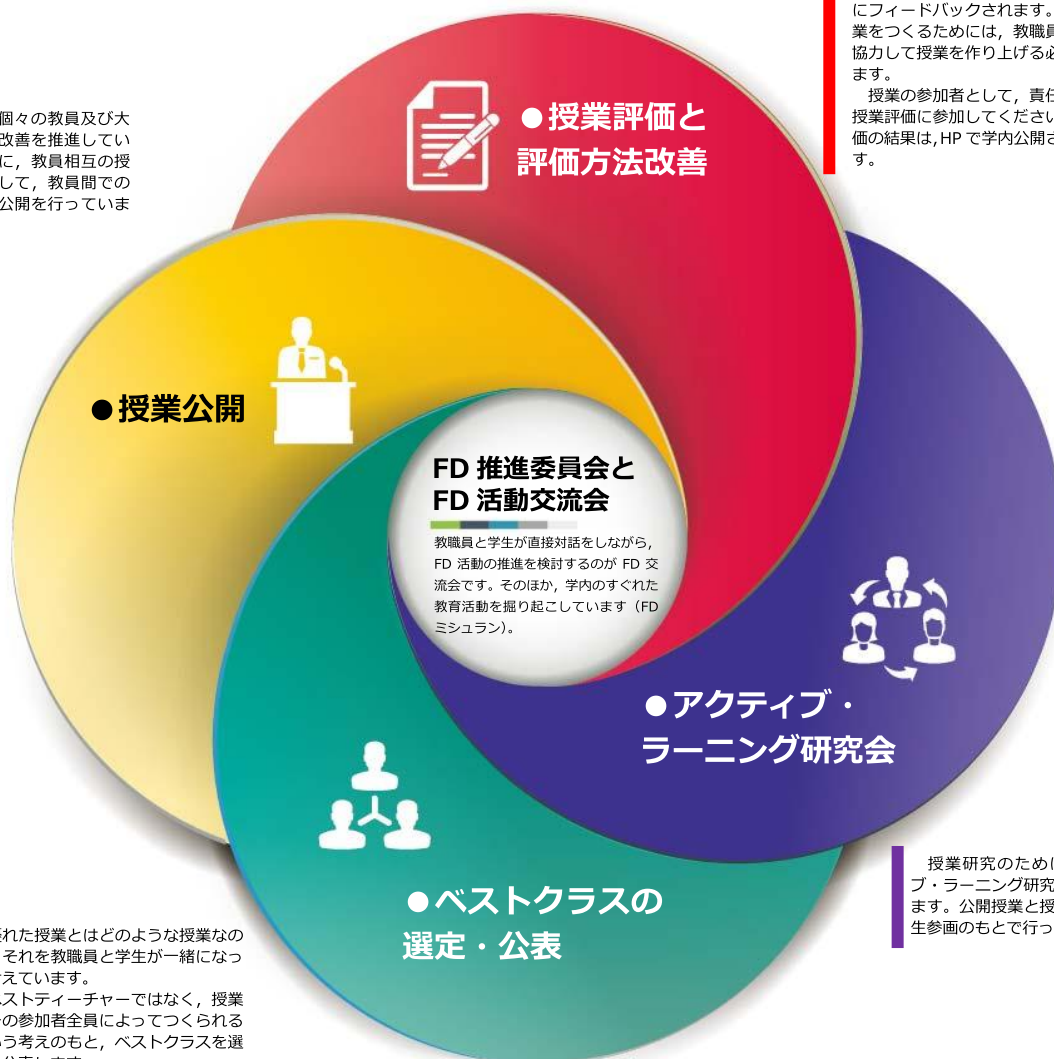 にフィードバックされます。
業をつくるためには，教職員
協力して授業を作り上げる必
ます。
授業の参加者として，責任
授業評価に参加してください
価の結果は，HP で学内公開さ
す。
●授業評価と
評価方法改善
個々の教員及び大
改善を推進してい
に，教員相互の授
して，教員間での
公開を行っていま
●授業公開
FD 推進委員会と
FD 活動交流会
教職員と学生が直接対話をしながら，
FD 活動の推進を検討するのが FD 交
流会です。そのほか，学内のすぐれた
教育活動を掘り起こしています（FD
ミシュラン）。
●アクティブ・
ラーニング研究会
授業研究のため
ブ・ラーニング研究
ます。公開授業と授
生参画のもとで行っ
●ベストクラスの
選定・公表
れた授業とはどのような授業なの
それを教職員と学生が一緒になっ
えています。
ストティーチャーではなく，授業
の参加者全員によってつくられる
う考えのもと，ベストクラスを選